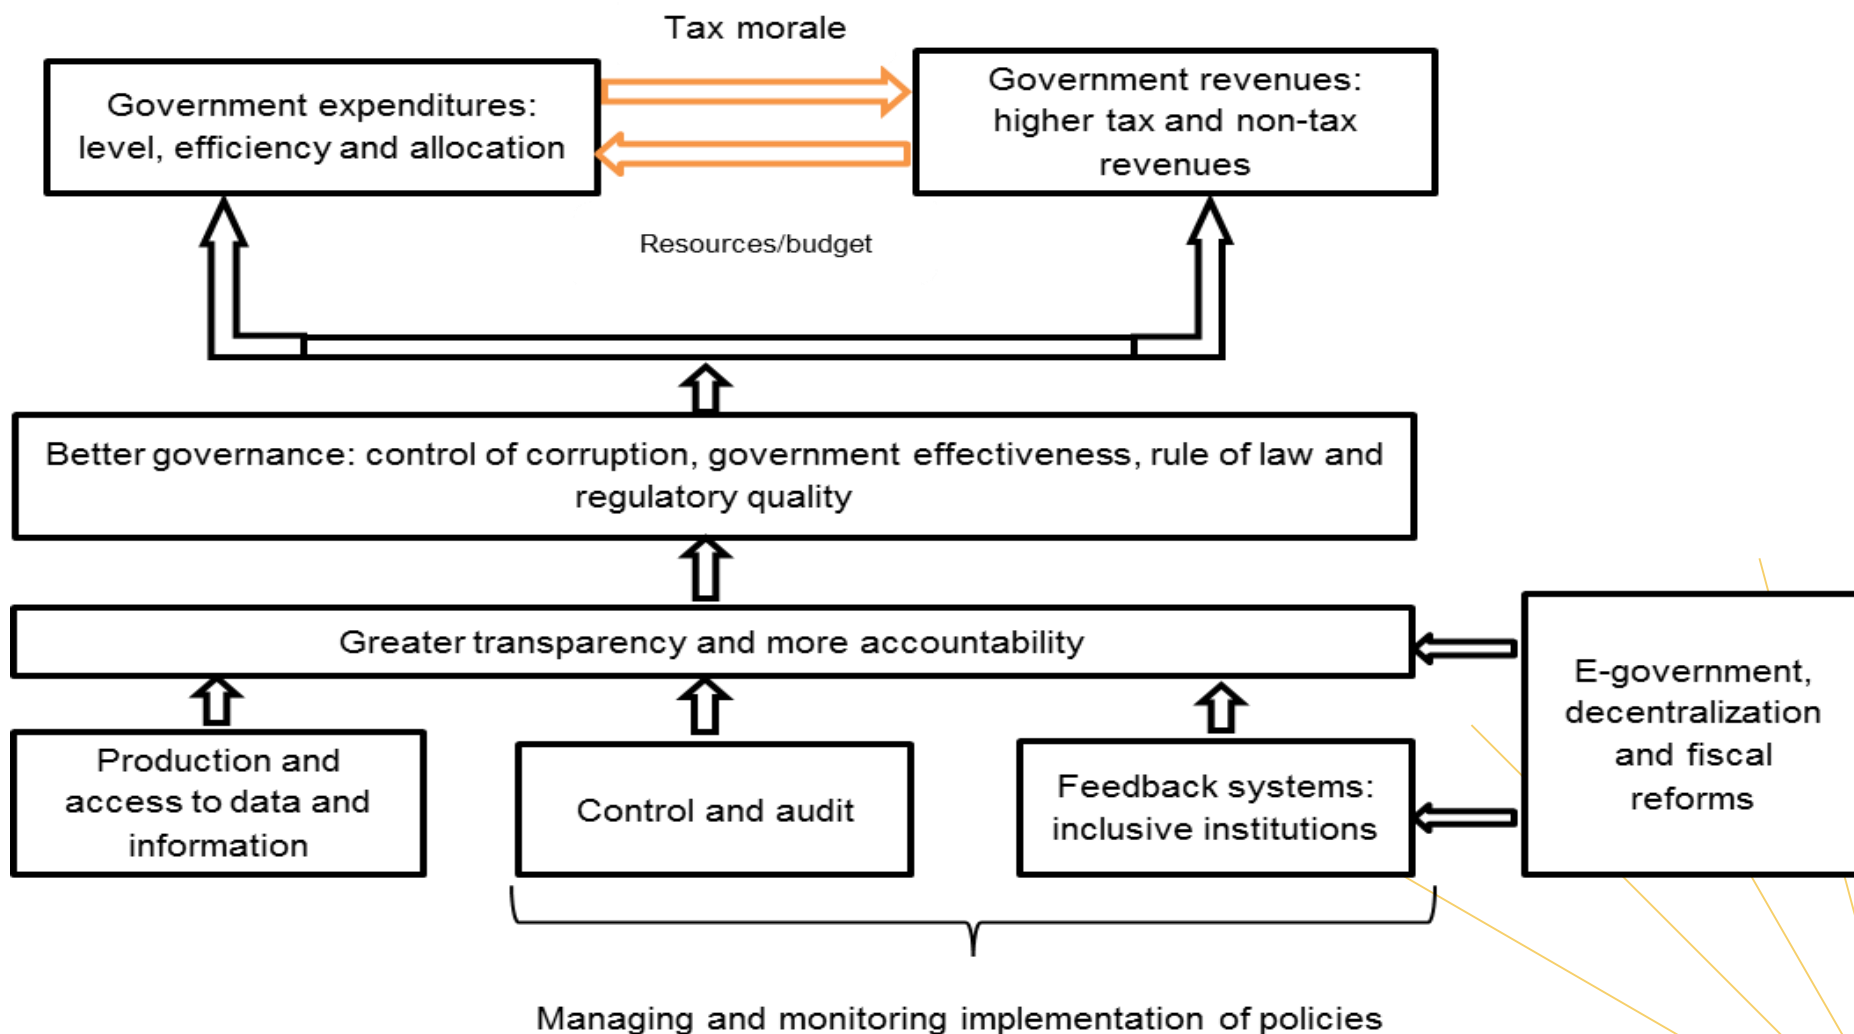 Tax morale
Government expenditures:
level, efficiency and allocation
Government revenues:
higher tax and non-tax
revenues
Resources/budget
Better governance: control of corruption, government effectiveness, rule of law and
regulatory quality
Greater transparency and more accountability
E-government,
decentralization
and fiscal
reforms
Production and
access to data and
information
Control and audit
Feedback systems:
inclusive institutions
Managing and monitoring implementation of policies